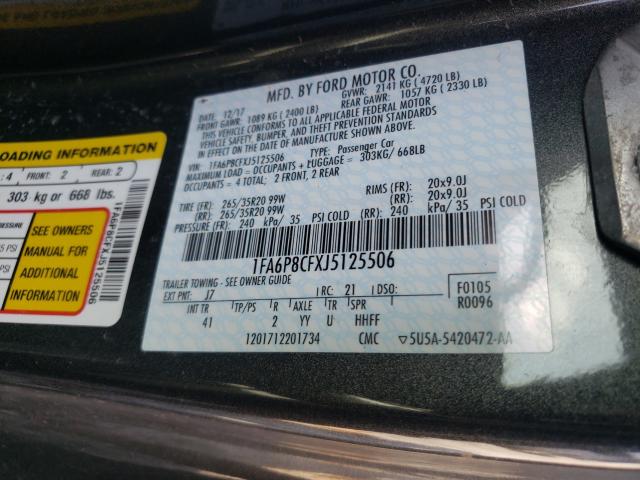 MFD. BY FORD MOTOR CO.
12/17 GVWR: 2141 KG ( 4720 LB)
FRONT GAWR: 1089 KG ( 2400 LB) REAR GAWR: 1057 KG ( 2330 LB)
THIS VEHICLE CONFORMS TO ALL APPLICABLE FEDERAL MOTOR
VEHICLE SAFETY, BUMPER, AND THEFT PREVENTION STANDARDS
IN EFFECT ON THE DATE OF MANUFACTURE SHOWN ABOVE.
VIN: 1FA6P8CFXJ5125506 TYPE: Passenger Car
MAXIMUM LOAD = OCCUPANTS + LUGGAGE = 303KG/ 668LB
OCCUPANTS = 4 TOTAL; 2 FRONT, 2 REAR
TIRE (FR): 265/35R20 99W RIMS (FR): 20x9.0J
(RR): 265/35R20 99W (RR): 20x9.0J
PRESSURE (FR): 240 kPa/ 35 PSI COLD (RR): 240 kPa/ 35 PSI COLD
1FA6P8CFXJ5125506
TRAILER TOWING - SEE OWNER GUIDE
EXT PNT: J7 RC: 21 DSO: F0105
INT TR TP/PS R AXLE TR SPR R0096
41 2 YY U HHFF
1201712201734 CMC 5U5A-5420472-AA
LOADING INFORMATION
: 4 FRONT: 2 REAR: 2
303 kg or 668 lbs.
SEE OWNERS
MANUAL FOR
ADDITIONAL
INFORMATION
PSI
1FA6P8CFXJ5125506